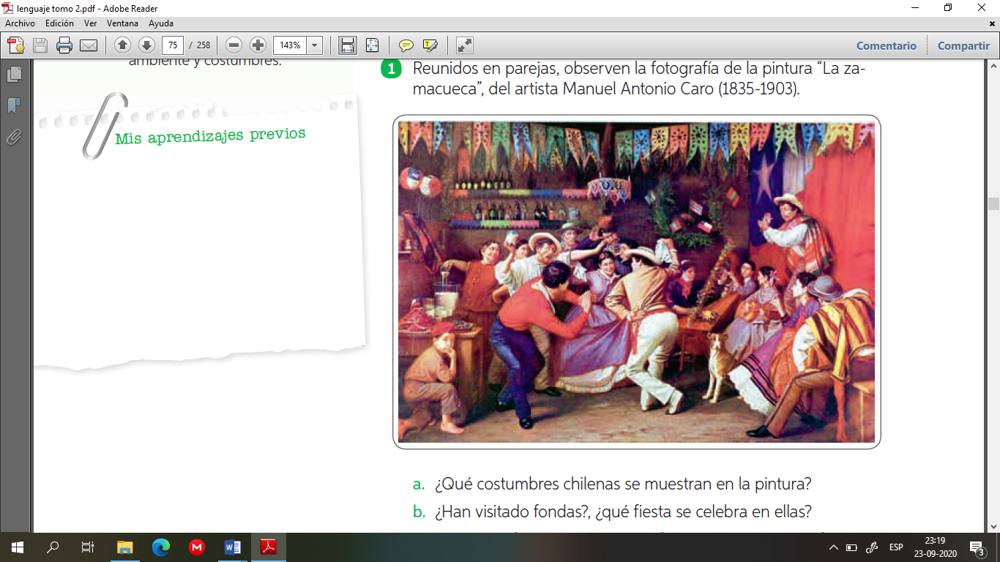 lenguaje tomo 2.pdf - Adobe Reader
Archivo Edición Ver Ventana Ayuda
75 / 258 143% Comentario Compartir
ambiente y costumbres.
Mis aprendizajes previos
1 Reunidos en parejas, observen la fotografía de la pintura “La za-
macueca”, del artista Manuel Antonio Caro (1835-1903).
a. ¿Qué costumbres chilenas se muestran en la pintura?
b. ¿Han visitado fondas?, ¿qué fiesta se celebra en ellas?
ESP
23:19
23-09-2020
3